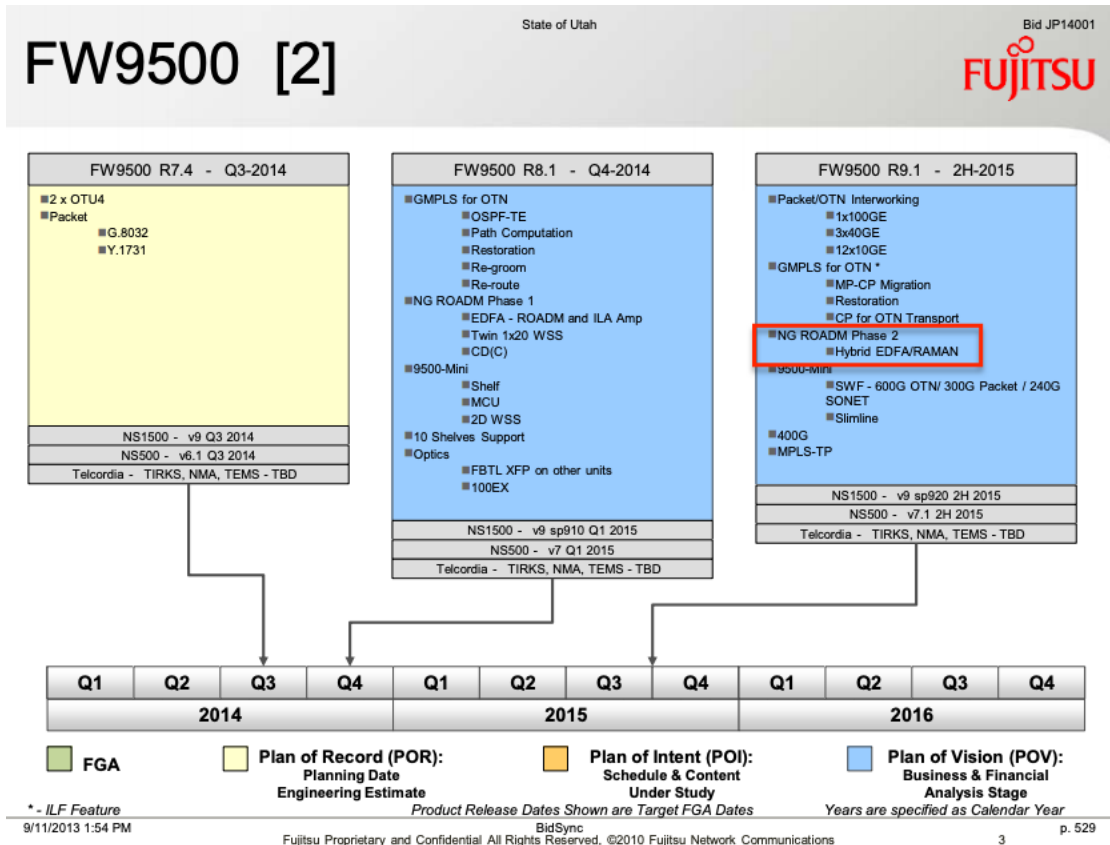 State of Utah
Bid JP14001
FW9500 [2]
FUJITSU
FW9500 R7.4 - Q3-2014
2 x OTU4
Packet
G.8032
Y.1731
NS1500 - v9 Q3 2014
NS500 - v6.1 Q3 2014
Telcordia - TIRKS, NMA, TEMS - TBD
FW9500 R8.1 - Q4-2014
GMPLS for OTN
OSPF-TE
Path Computation
Restoration
Re-groom
Re-route
NG ROADM Phase 1
EDFA - ROADM and ILA Amp
Twin 1x20 WSS
CD(C)
9500-Mini
Shelf
MCU
2D WSS
10 Shelves Support
Optics
FBTL XFP on other units
100EX
NS1500 - v9 sp910 Q1 2015
NS500 - v7 Q1 2015
Telcordia - TIRKS, NMA, TEMS - TBD
FW9500 R9.1 - 2H-2015
Packet/OTN Interworking
1x100GE
3x40GE
12x10GE
GMPLS for OTN *
MP-CP Migration
Restoration
CP for OTN Transport
NG ROADM Phase 2
Hybrid EDFA/RAMAN
9500-Mini
SWF - 600G OTN/ 300G Packet / 240G
SONET
Slimline
400G
MPLS-TP
NS1500 - v9 sp920 2H 2015
NS500 - v7.1 2H 2015
Telcordia - TIRKS, NMA, TEMS - TBD
Q1 Q2 Q3 Q4 Q1 Q2 Q3 Q4 Q1 Q2 Q3 Q4
2014 2015 2016
FGA
Plan of Record (POR):
Planning Date
Engineering Estimate
Plan of Intent (POI):
Schedule & Content
Under Study
Plan of Vision (POV):
Business & Financial
Analysis Stage
* - ILF Feature
Product Release Dates Shown are Target FGA Dates
Years are specified as Calendar Year
9/11/2013 1:54 PM
BidSync
p. 529
Fujitsu Proprietary and Confidential All Rights Reserved, ©2010 Fujitsu Network Communications
3